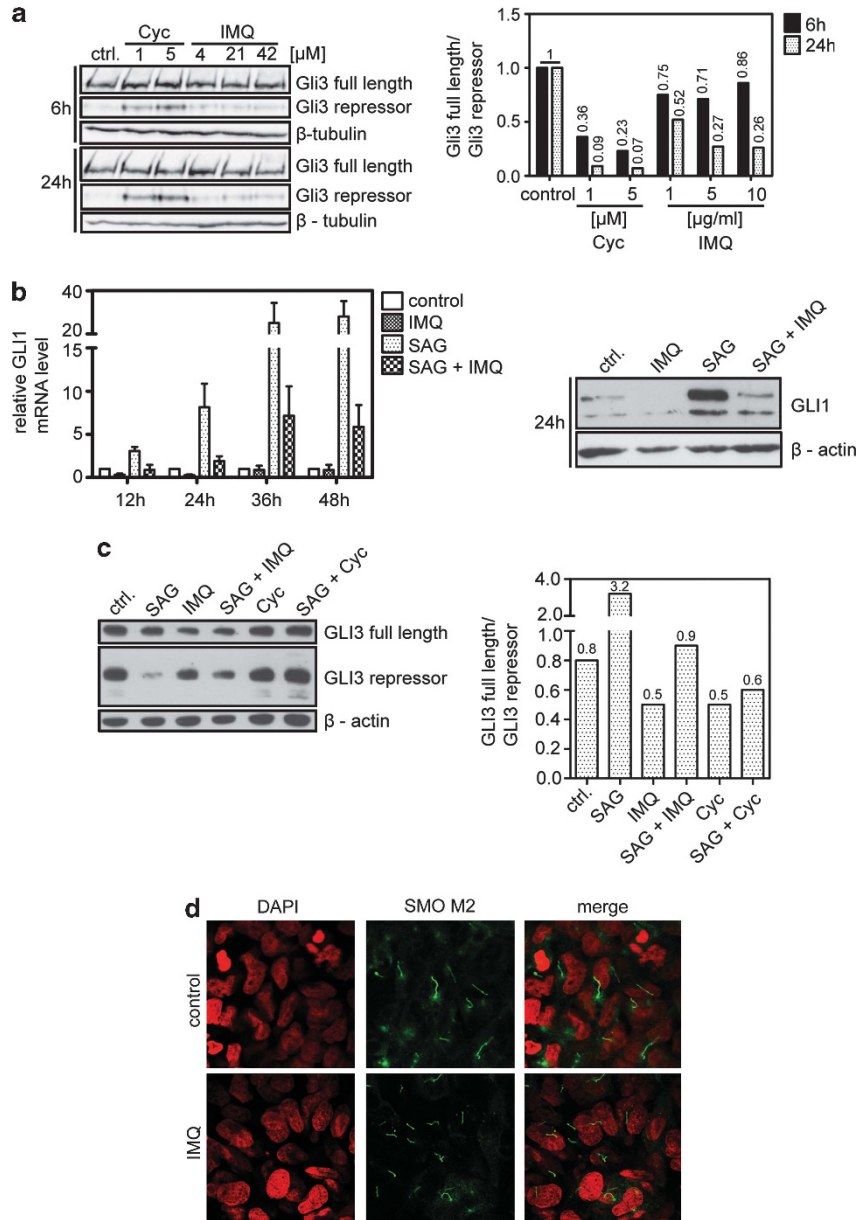 a
Cyc IMQ
ctrl. 1 5 4 21 42 [μM]
6h
Gli3 full length
Gli3 repressor
β-tubulin
24h
Gli3 full length
Gli3 repressor
β - tubulin
Gli3 full length/
Gli3 repressor
1.5
1.0
0.5
0.0
1
0.36
0.09
0.23
0.07
0.75
0.52
0.71
0.27
0.86
0.26
6h
24h
control 1 5 1 5 10
[μM] [μg/ml]
Cyc IMQ
b
relative GLI1
mRNA level
40
20
15
10
5
0
12h 24h 36h 48h
control
IMQ
SAG
SAG + IMQ
ctrl. IMQ SAG SAG + IMQ
24h
GLI1
β - actin
c
ctrl. SAG IMQ SAG + IMQ Cyc SAG + Cyc
GLI3 full length
GLI3 repressor
β - actin
GLI3 full length/
GLI3 repressor
4.0
2.0
0.8
0.6
0.4
0.2
0.0
0.8
3.2
0.5
0.9
0.5
0.6
ctrl. SAG IMQ SAG + IMQ Cyc SAG + Cyc
d
DAPI SMO M2 merge
control
IMQ